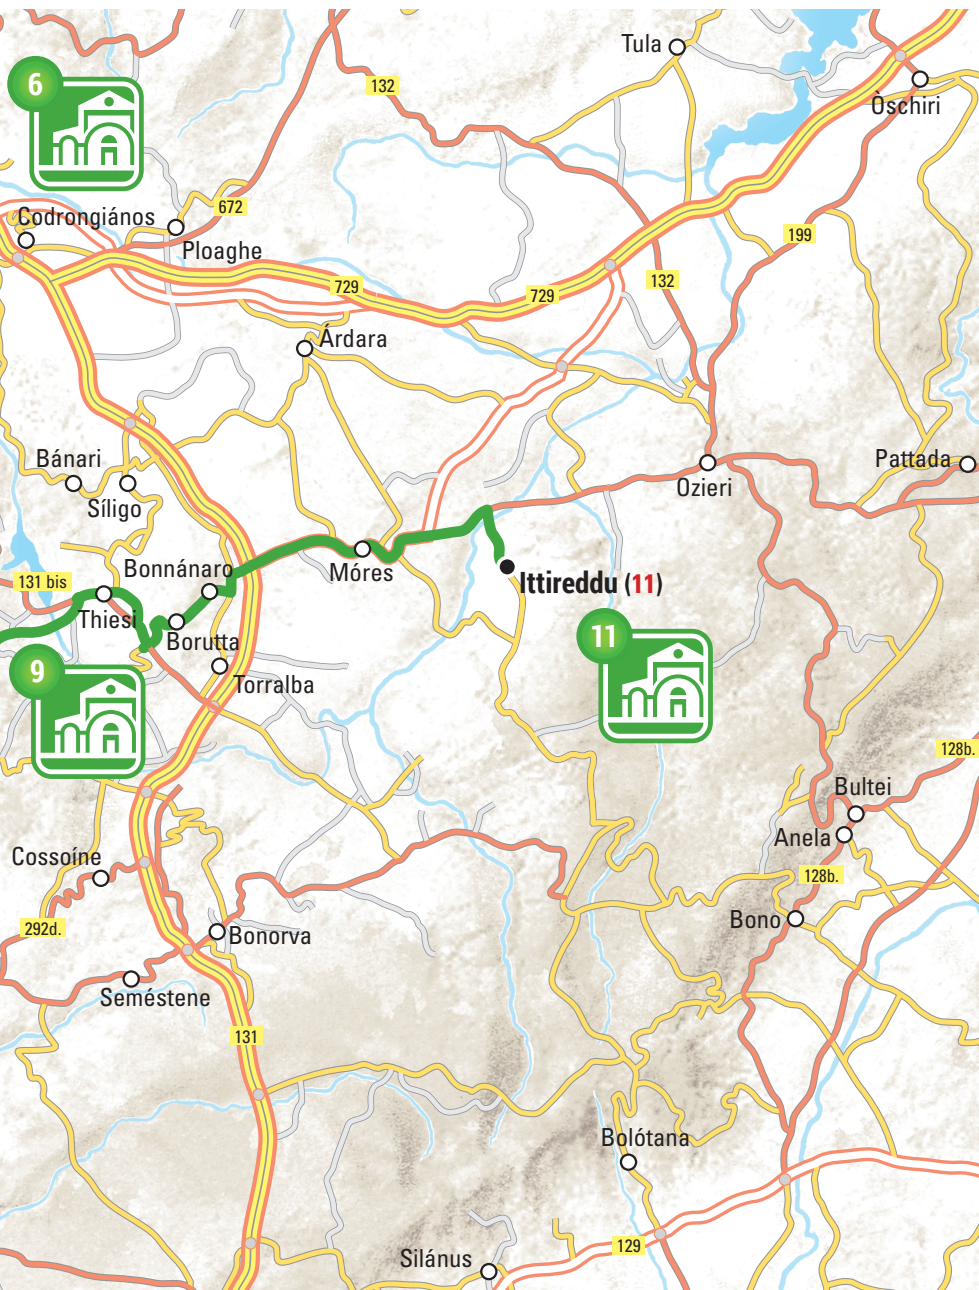 Tula
6
132
Òschiri
672
Codrongiános
Ploaghe
199
729
729
132
Árdara
Bánari
Pattada
Ozieri
Síligo
Bonnánaro
131 bis
Móres
Ittireddu (11)
Thiesi
Borutta
11
9
Torralba
128b.
Bultei
Anela
Cossoíne
128b.
292d.
Bono
Bonorva
Seméstene
131
Bolótana
129
Silánus